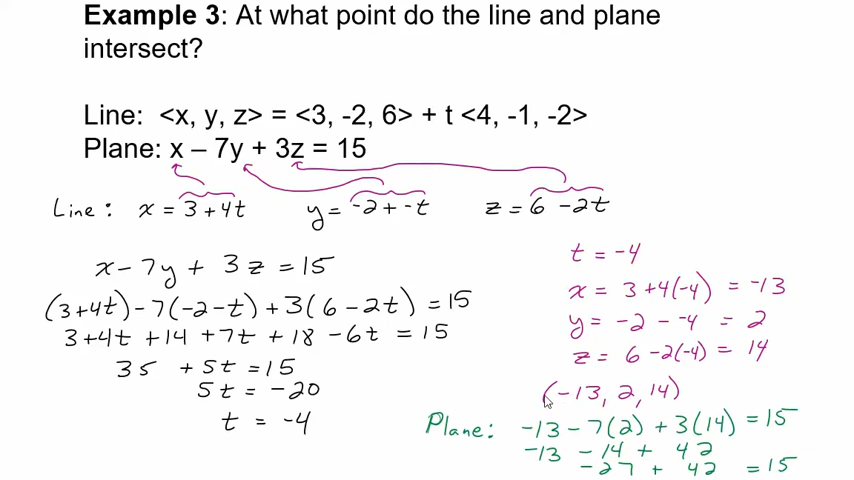 Example 3: At what point do the line and plane
intersect?
Line: <x, y, z> = <3, -2, 6> + t <4, -1, -2>
Plane: x – 7y + 3z = 15
Line: x = 3 + 4t y = -2 + -t z = 6 - 2t
x - 7y + 3z = 15
(3+4t) - 7(-2-t) + 3(6-2t) = 15
3+4t +14 +7t +18 -6t = 15
35 +5t = 15
5t = -20
t = -4
t = -4
x = 3+4(-4) = -13
y = -2 - -4 = 2
z = 6 -2(-4) = 14
(-13, 2, 14)
Plane: -13 - 7(2) + 3(14) = 15
-13 - 14 + 42
-27 + 42 = 15